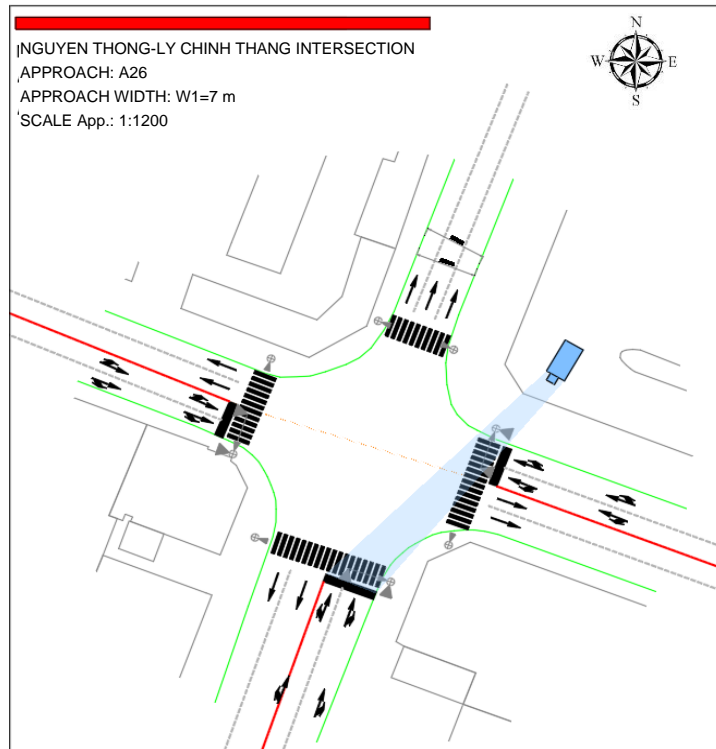 NGUYEN THONG-LY CHINH THANG INTERSECTION
APPROACH: A26
APPROACH WIDTH: W1=7 m
SCALE App.: 1:1200
N
W E
S